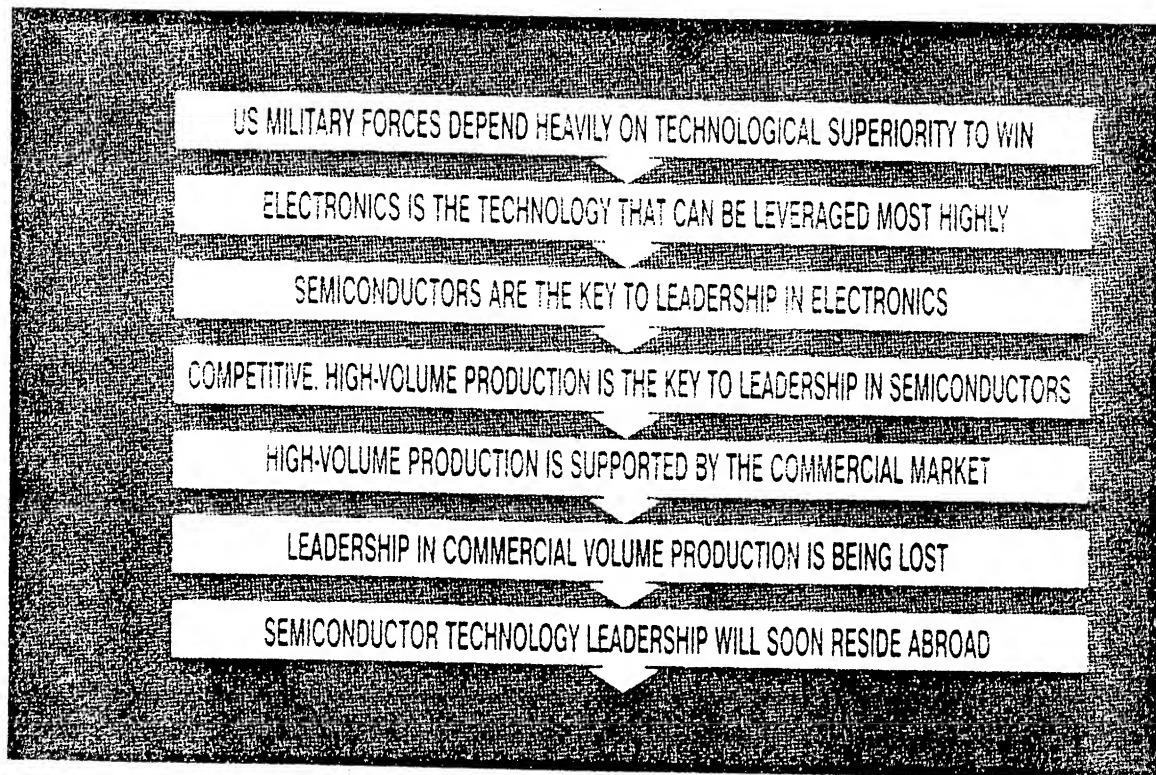 US MILITARY FORCES DEPEND HEAVILY ON TECHNOLOGICAL SUPERIORITY TO WIN
ELECTRONICS IS THE TECHNOLOGY THAT CAN BE LEVERAGED MOST HIGHLY
SEMICONDUCTORS ARE THE KEY TO LEADERSHIP IN ELECTRONICS
COMPETITIVE, HIGH-VOLUME PRODUCTION IS THE KEY TO LEADERSHIP IN SEMICONDUCTORS
HIGH-VOLUME PRODUCTION IS SUPPORTED BY THE COMMERCIAL MARKET
LEADERSHIP IN COMMERCIAL VOLUME PRODUCTION IS BEING LOST
SEMICONDUCTOR TECHNOLOGY LEADERSHIP WILL SOON RESIDE ABROAD